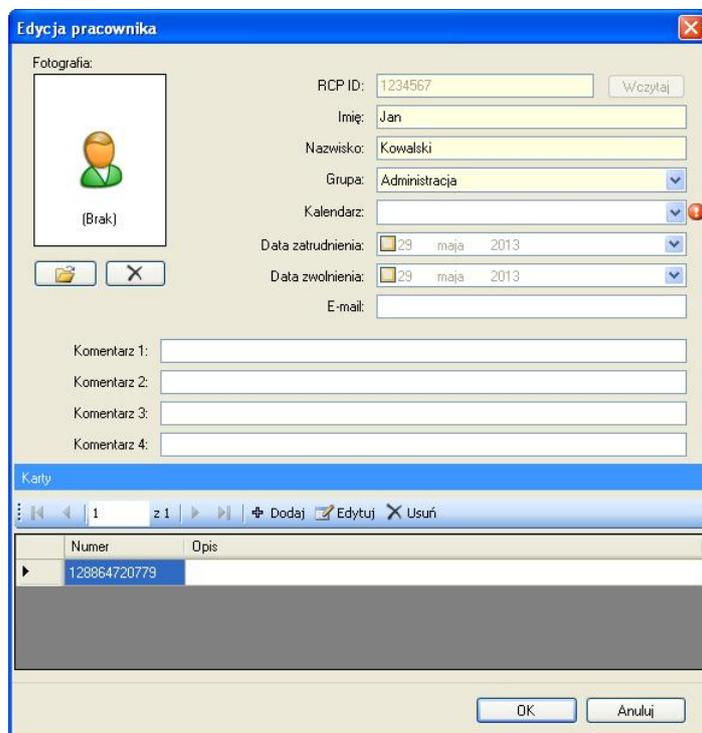 Edycja pracownika
Fotografia:
(Brak)
RCP ID: 1234567 Wczytaj
Imię: Jan
Nazwisko: Kowalski
Grupa: Administracja
Kalendarz:
Data zatrudnienia: 29 maja 2013
Data zwolnienia: 29 maja 2013
E-mail:
Komentarz 1:
Komentarz 2:
Komentarz 3:
Komentarz 4:
Karty
1 z 1 Dodaj Edytuj Usuń
Numer Opis
128864720779
OK Anuluj